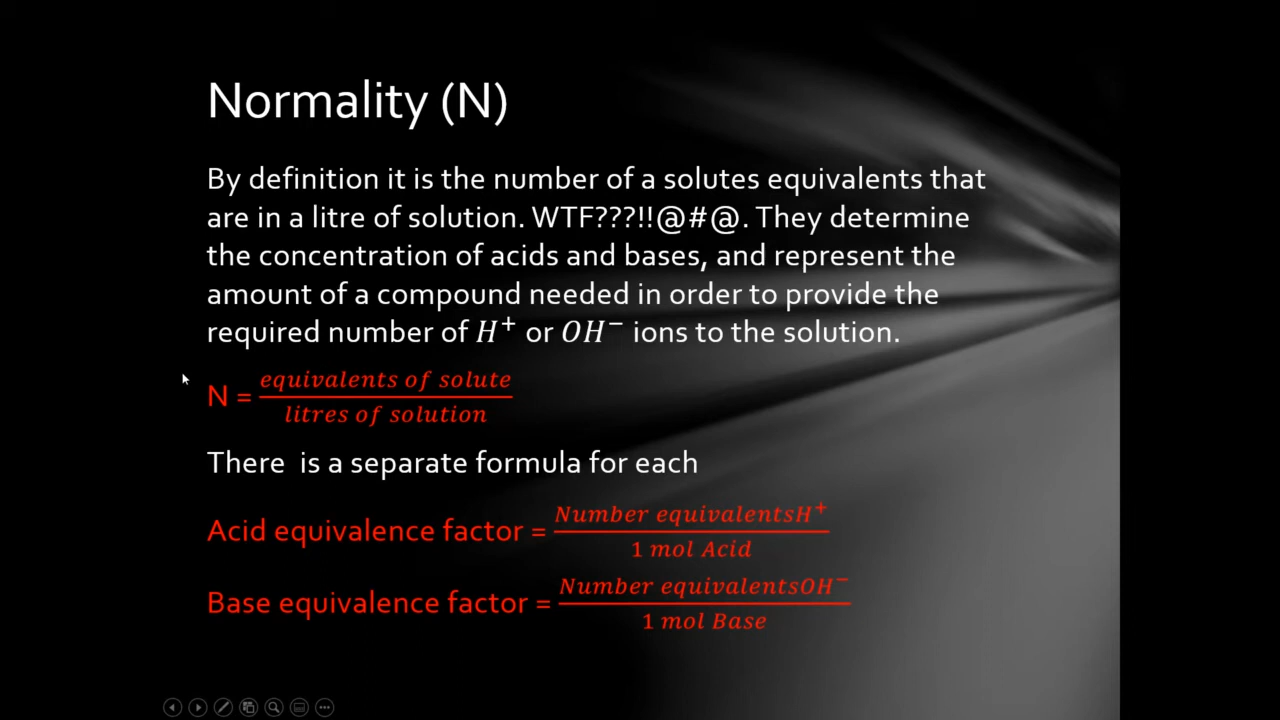 Normality (N)
By definition it is the number of a solutes equivalents that
are in a litre of solution. WTF???!!@#@. They determine
the concentration of acids and bases, and represent the
amount of a compound needed in order to provide the
required number of H⁺ or OH⁻ ions to the solution.
N = equivalents of solute / litres of solution
There is a separate formula for each
Acid equivalence factor = Number equivalentsH⁺ / 1 mol Acid
Base equivalence factor = Number equivalentsOH⁻ / 1 mol Base